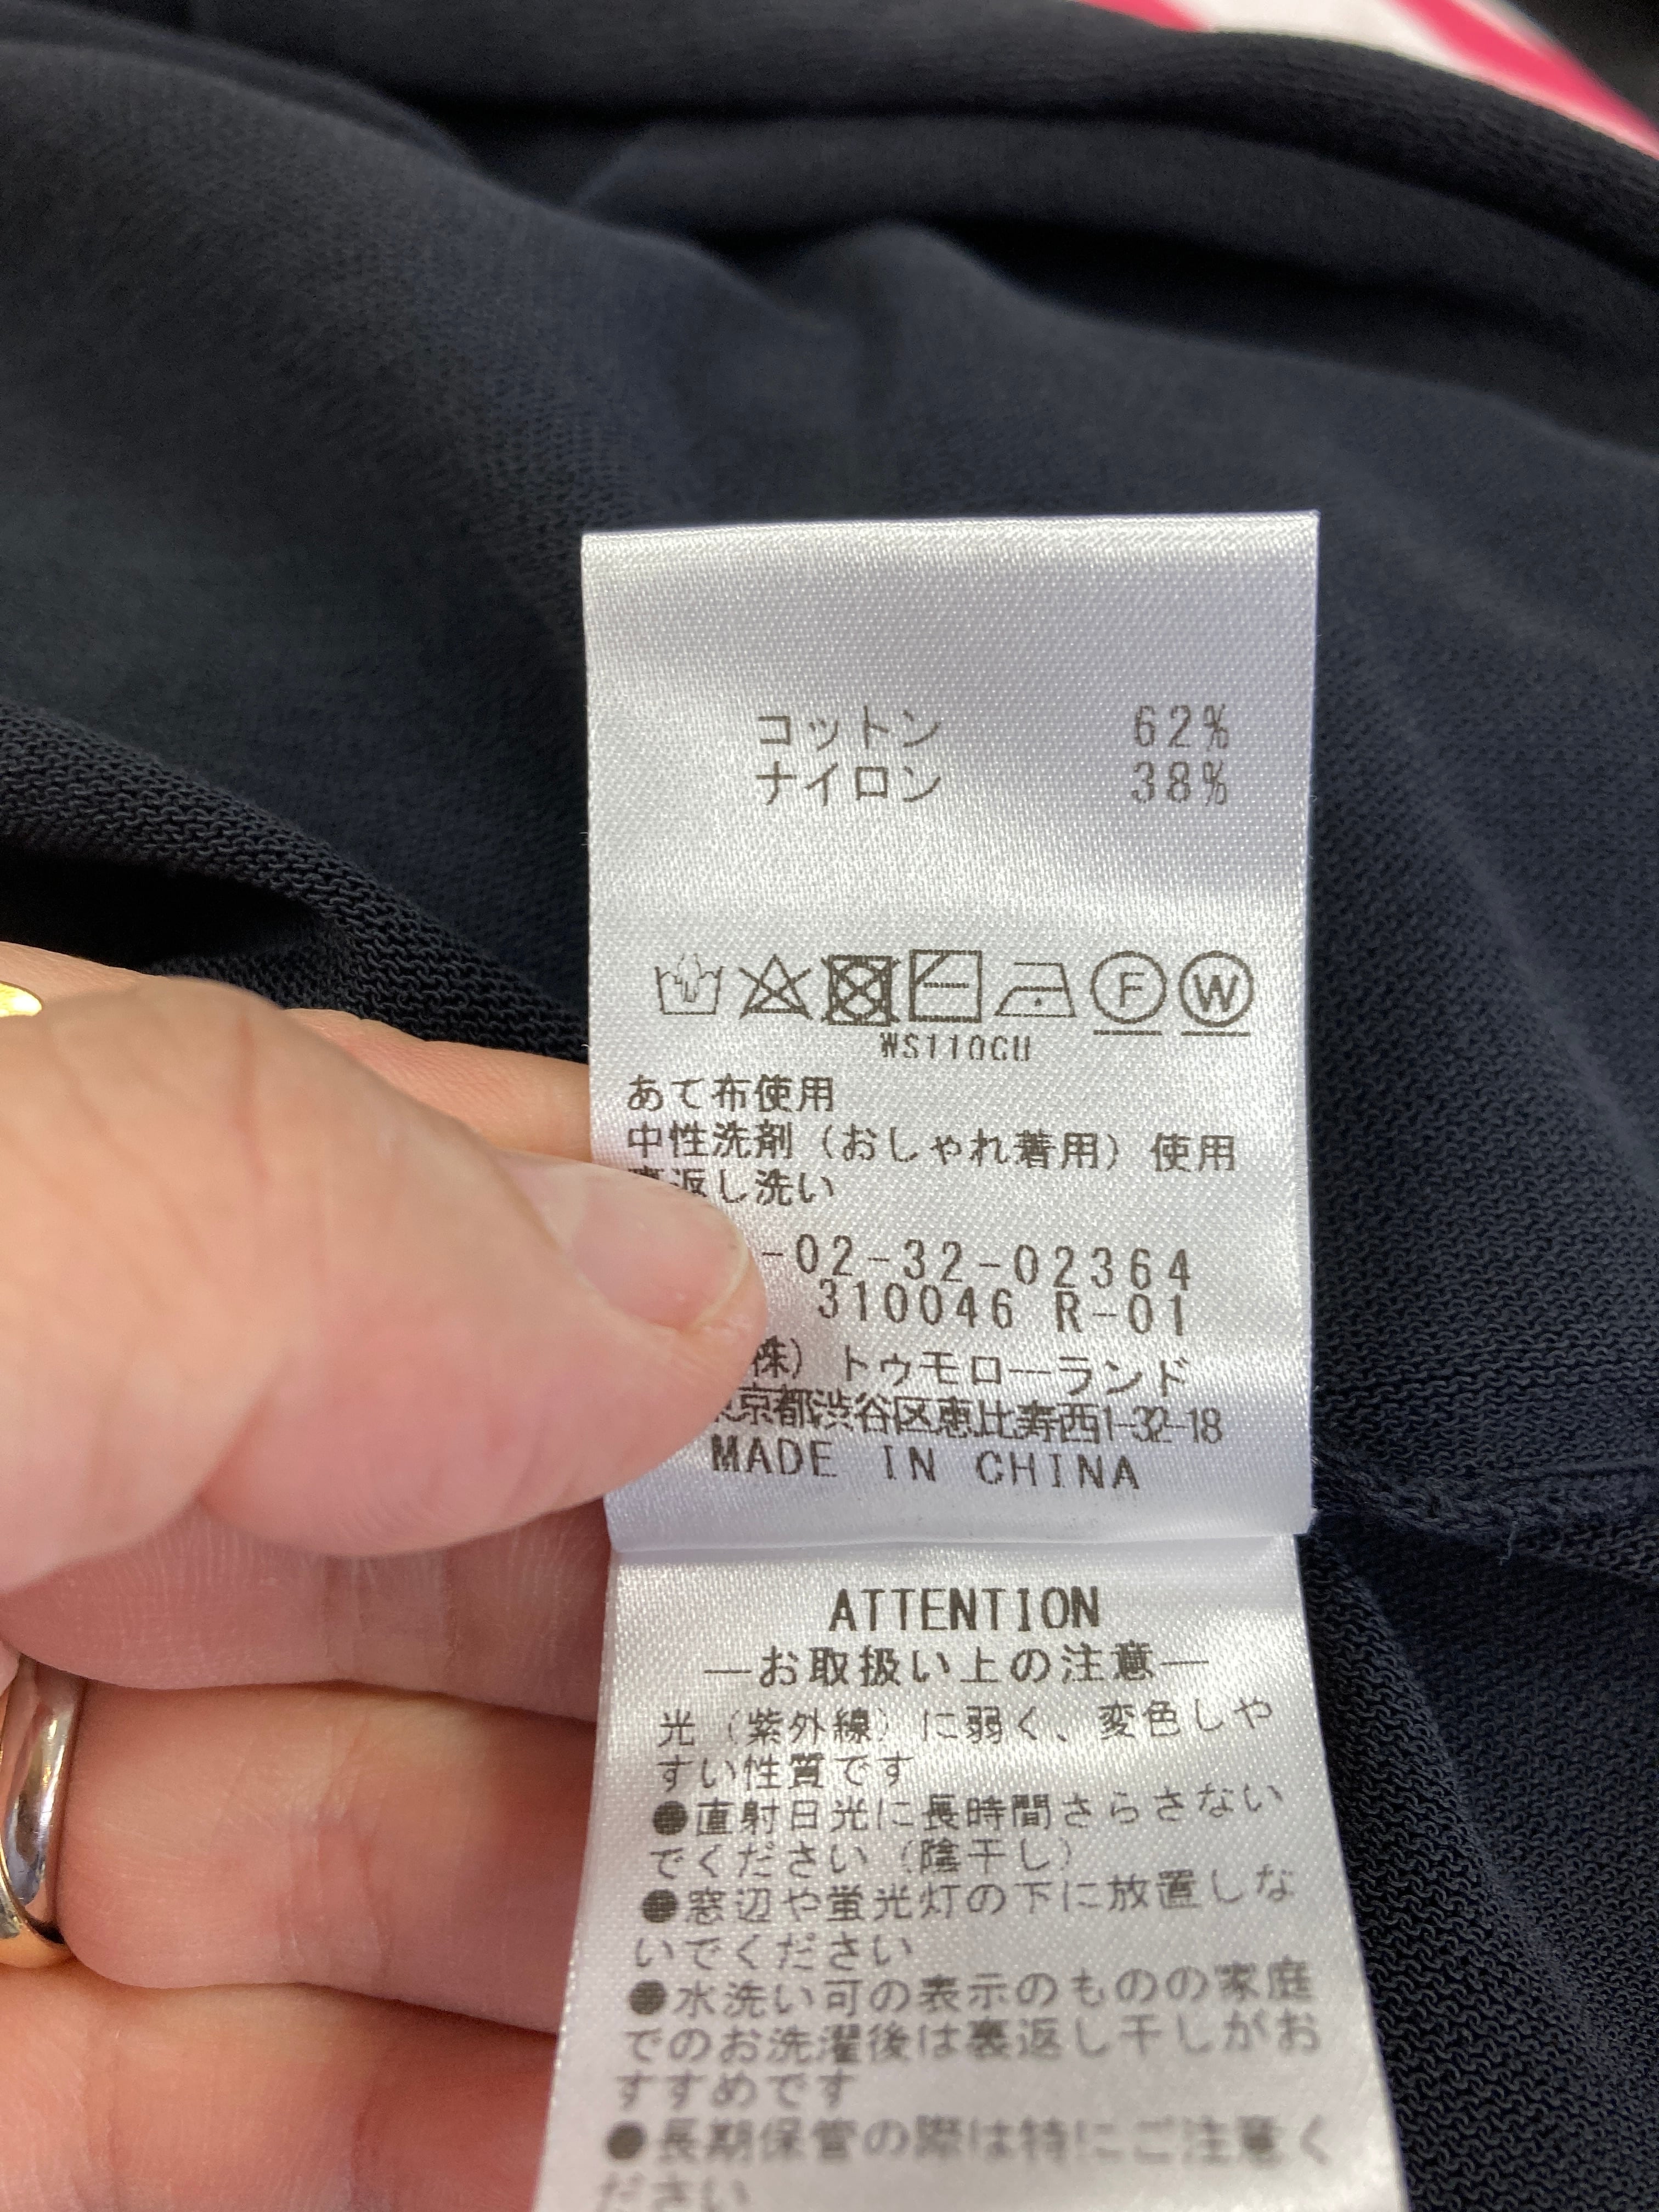 コットン 62%
ナイロン 38%
F W
WS110CU
あて布使用
中性洗剤（おしゃれ着用）使用
返し洗い
-02-32-02364
310046 R-01
株）トゥモローランド
京都渋谷区恵比寿西1-32-18
MADE IN CHINA
ATTENTION
―お取扱い上の注意―
光（紫外線）に弱く、変色しや
すい性質です
●直射日光に長時間さらさない
でください（陰干し）
●窓辺や蛍光灯の下に放置しな
いでください
●水洗い可の表示のものの家庭
でのお洗濯後は裏返し干しがお
すすめです
●長期保管の際は特にご注意く
ださい